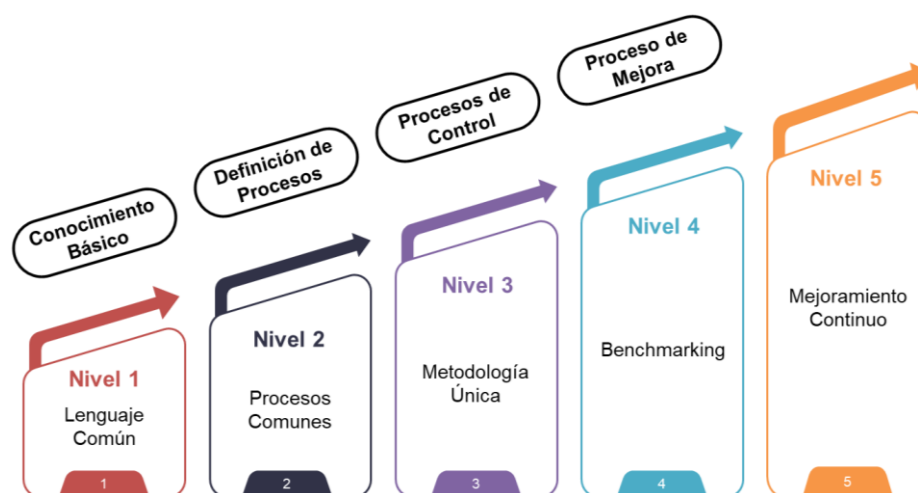 Conocimiento
Básico
Definición de
Procesos
Procesos de
Control
Proceso de
Mejora
Nivel 1
Lenguaje
Común
1
Nivel 2
Procesos
Comunes
2
Nivel 3
Metodología
Única
3
Nivel 4
Benchmarking
4
Nivel 5
Mejoramiento
Continuo
5